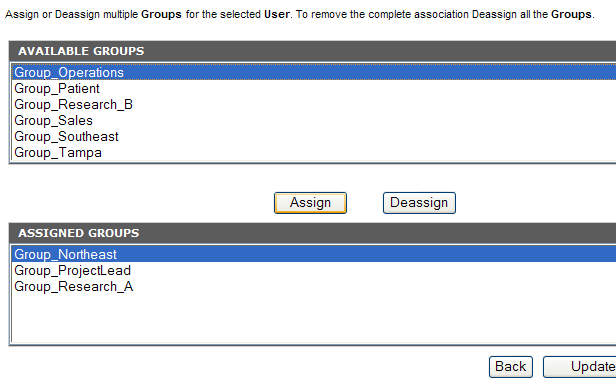 Assign or Deassign multiple Groups for the selected User. To remove the complete association Deassign all the Groups.
AVAILABLE GROUPS
Group_Operations
Group_Patient
Group_Research_B
Group_Sales
Group_Southeast
Group_Tampa
Assign Deassign
ASSIGNED GROUPS
Group_Northeast
Group_ProjectLead
Group_Research_A
Back Update